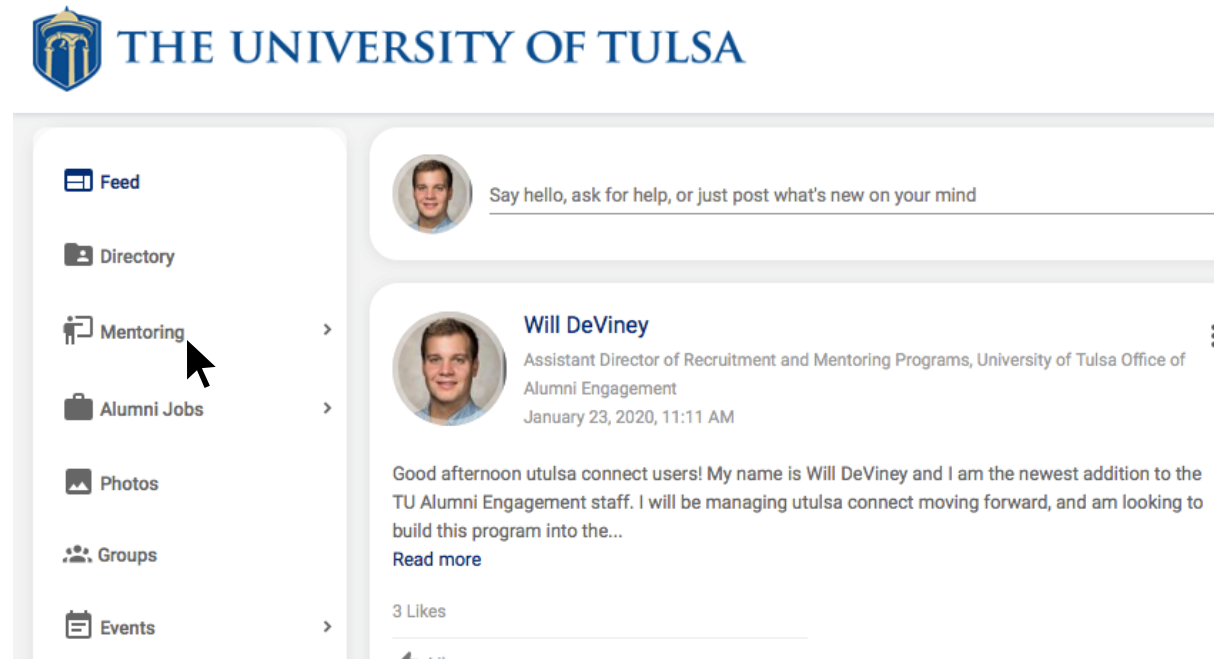 THE UNIVERSITY OF TULSA
Feed
Directory
Mentoring
Alumni Jobs
Photos
Groups
Events
Say hello, ask for help, or just post what's new on your mind
Will DeViney
Assistant Director of Recruitment and Mentoring Programs, University of Tulsa Office of
Alumni Engagement
January 23, 2020, 11:11 AM
Good afternoon utulsa connect users! My name is Will DeViney and I am the newest addition to the
TU Alumni Engagement staff. I will be managing utulsa connect moving forward, and am looking to
build this program into the...
Read more
3 Likes